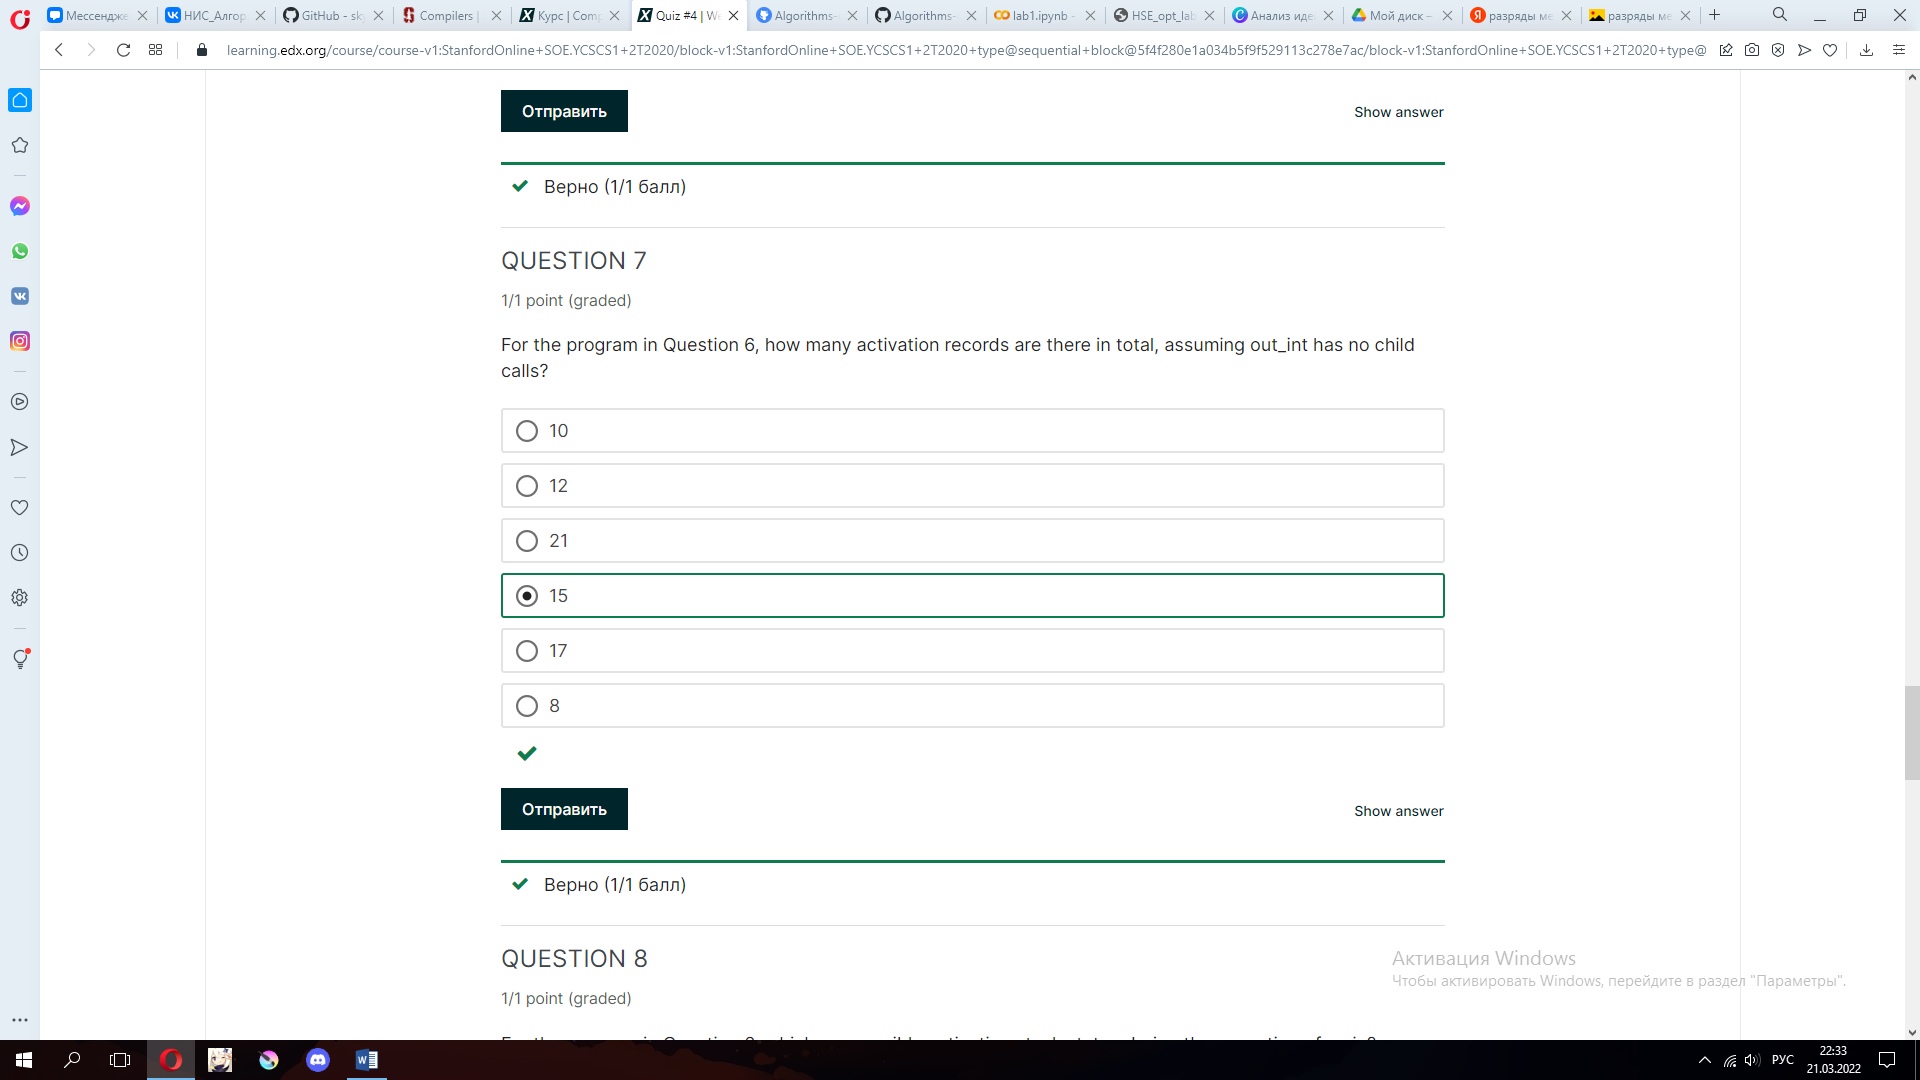 Мессендже
НИС_Алгор
GitHub - sk
Compilers |
Курс | Comp
Quiz #4 | We
Algorithms-
Algorithms-
lab1.ipynb -
HSE_opt_lab
Анализ иде
Мой диск –
разряды ме
разряды ме
learning.edx.org/course/course-v1:StanfordOnline+SOE.YCSCS1+2T2020/block-v1:StanfordOnline+SOE.YCSCS1+2T2020+type@sequential+block@5f4f280e1a034b5f9f529113c278e7ac/block-v1:StanfordOnline+SOE.YCSCS1+2T2020+type@
Отправить
Show answer
Верно (1/1 балл)
QUESTION 7
1/1 point (graded)
For the program in Question 6, how many activation records are there in total, assuming out_int has no child
calls?
10
12
21
15
17
8
Отправить
Show answer
Верно (1/1 балл)
QUESTION 8
1/1 point (graded)
Активация Windows
Чтобы активировать Windows, перейдите в раздел "Параметры".
РУС
22:33
21.03.2022